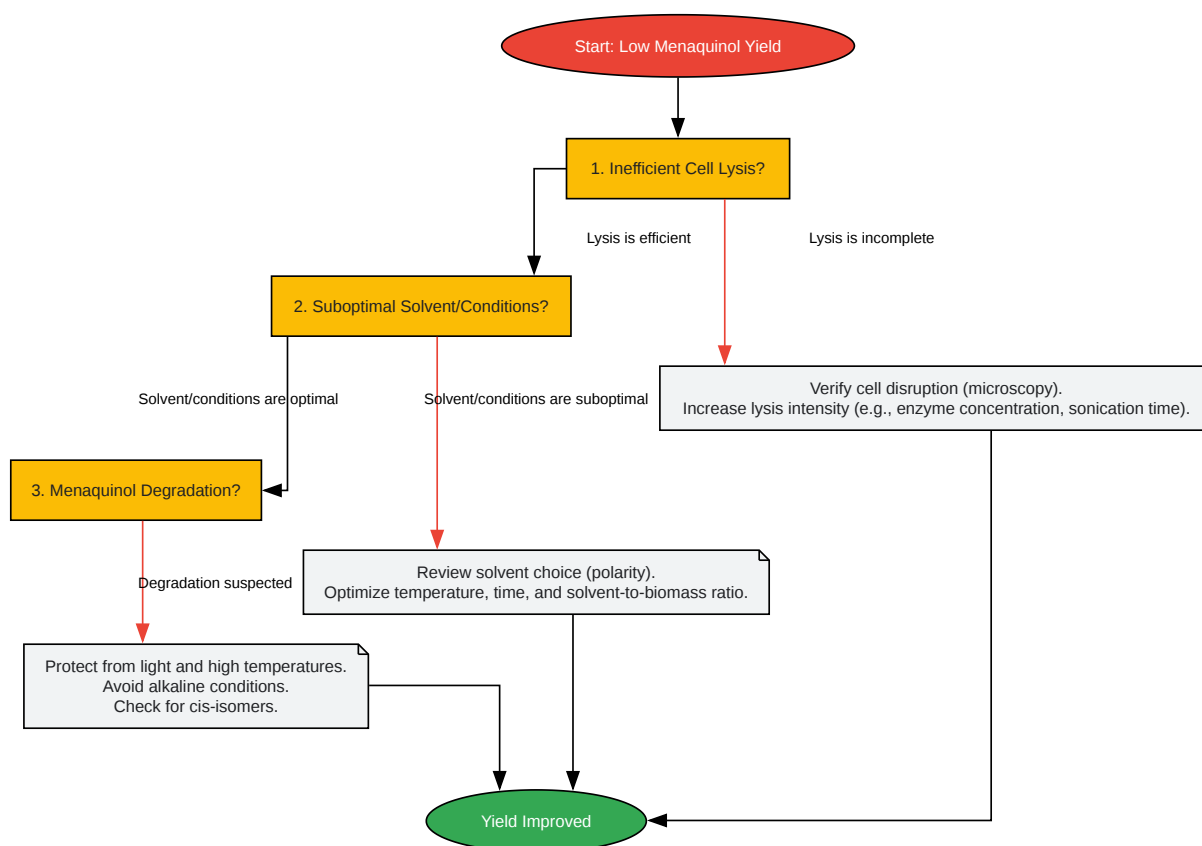 Start: Low Menaquinol Yield
1. Inefficient Cell Lysis?
Lysis is efficient
Lysis is incomplete
2. Suboptimal Solvent/Conditions?
Verify cell disruption (microscopy).
Increase lysis intensity (e.g., enzyme concentration, sonication time).
Solvent/conditions are optimal
Solvent/conditions are suboptimal
3. Menaquinol Degradation?
Review solvent choice (polarity).
Optimize temperature, time, and solvent-to-biomass ratio.
Degradation suspected
Protect from light and high temperatures.
Avoid alkaline conditions.
Check for cis-isomers.
Yield Improved